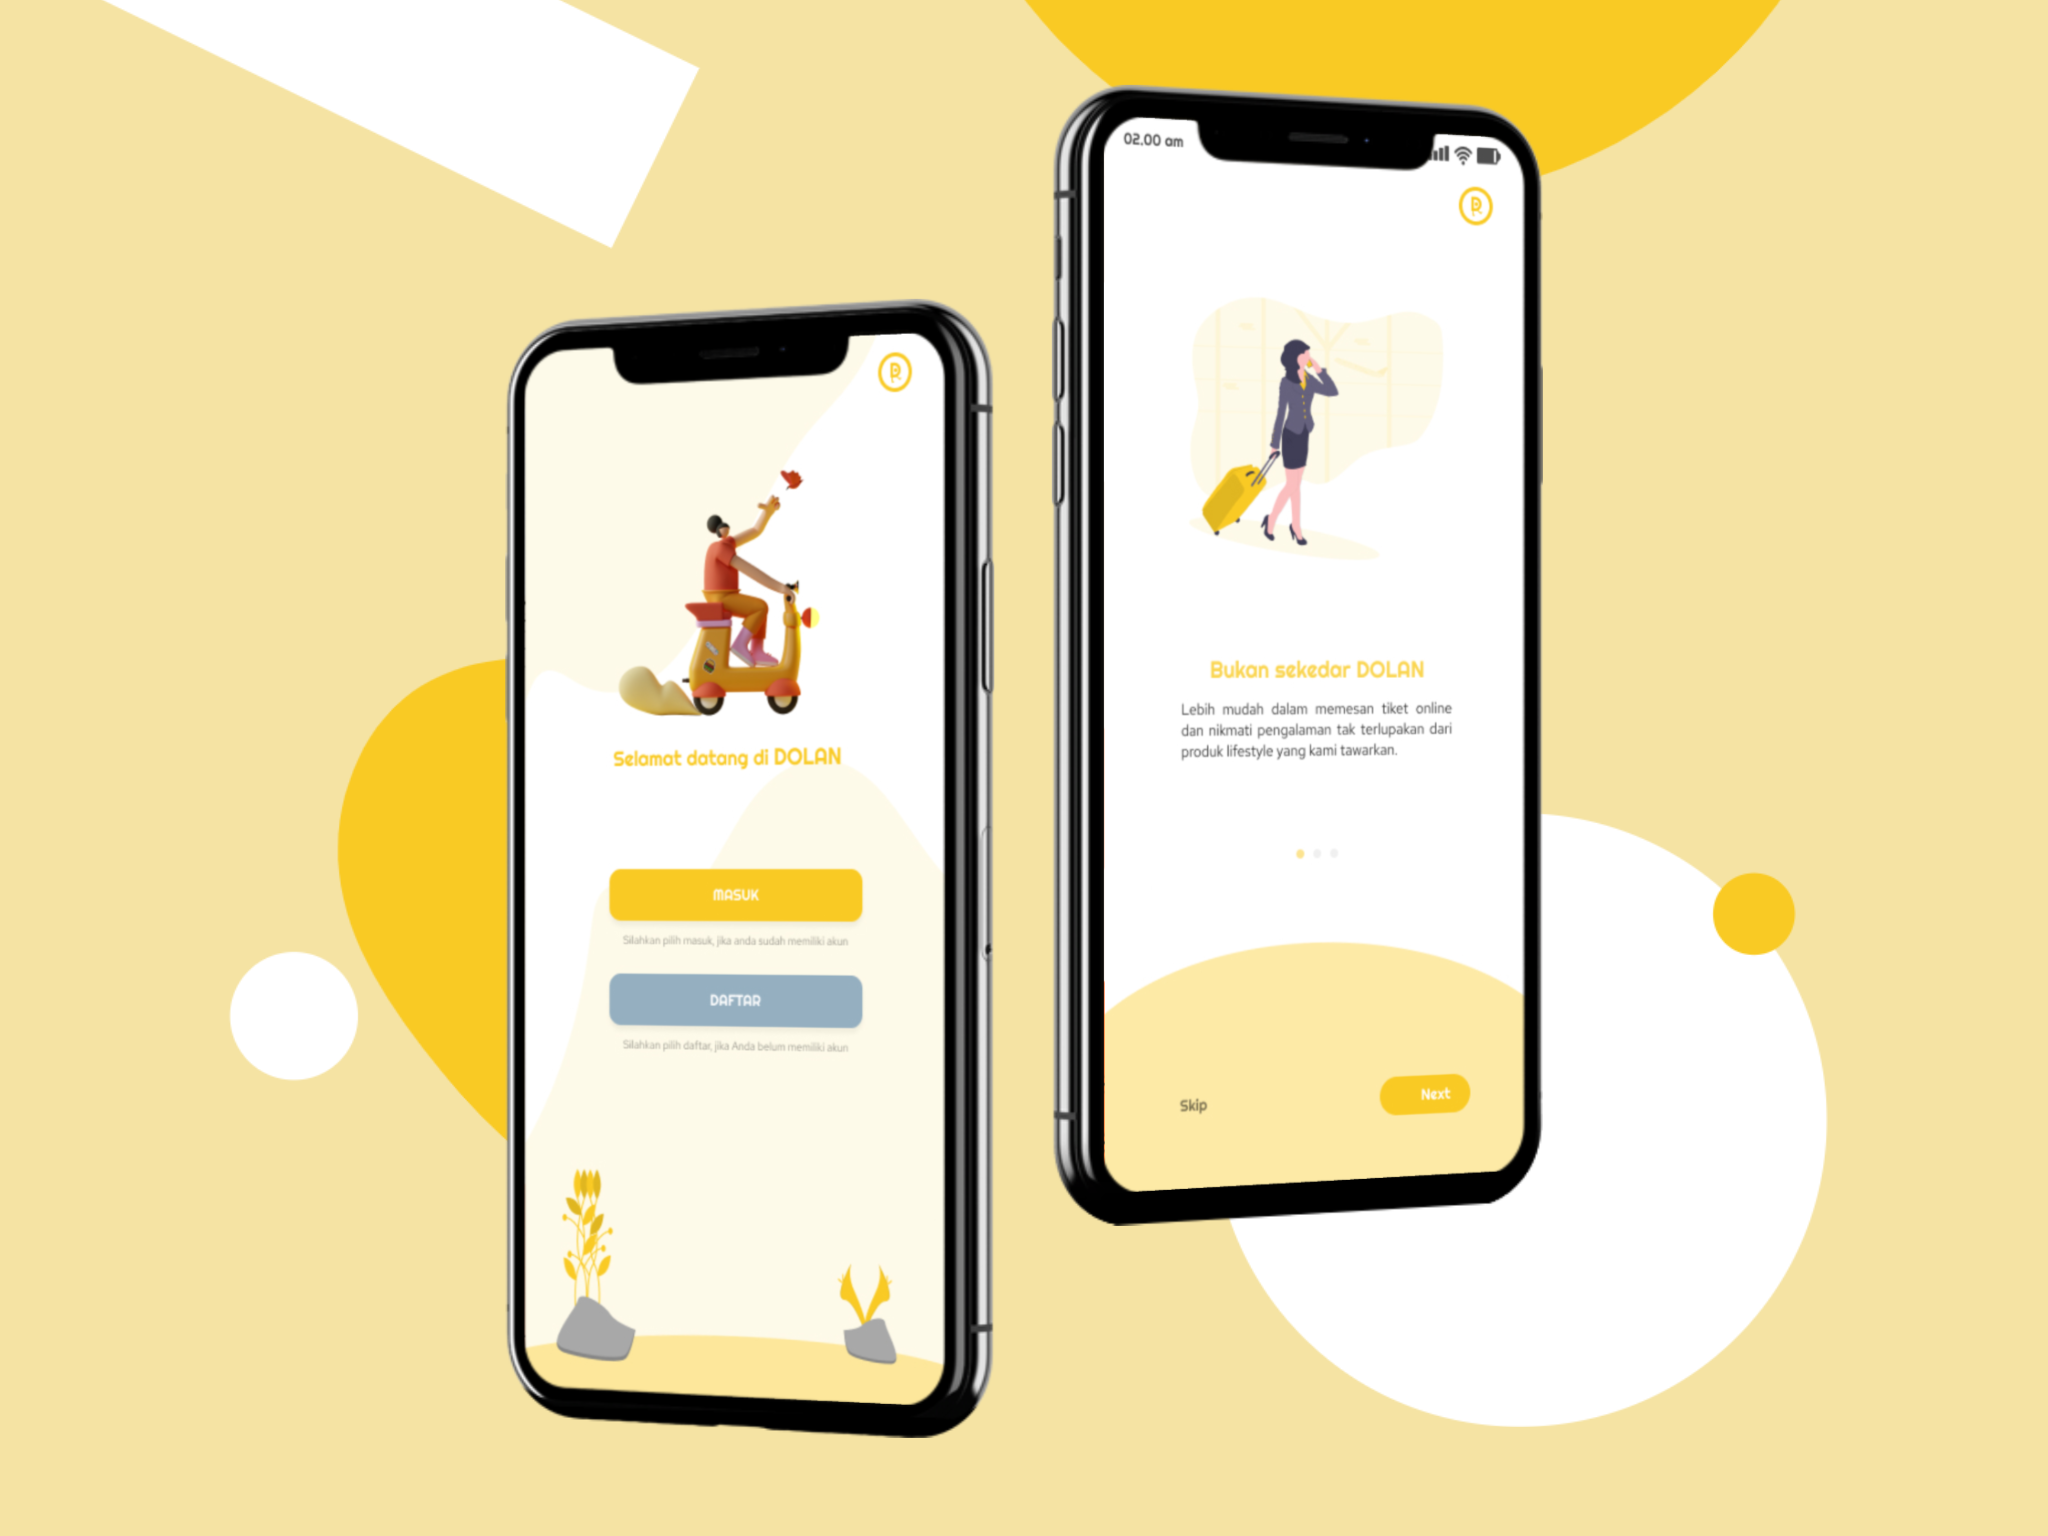 Selamat datang di DOLAN
MASUK
Silahkan pilih masuk, jika anda sudah memiliki akun
DAFTAR
Silahkan pilih daftar, jika Anda belum memiliki akun
02.00 am
Bukan sekedar DOLAN
Lebih mudah dalam memesan tiket online
dan nikmati pengalaman tak terlupakan dari
produk lifestyle yang kami tawarkan.
Skip
Next